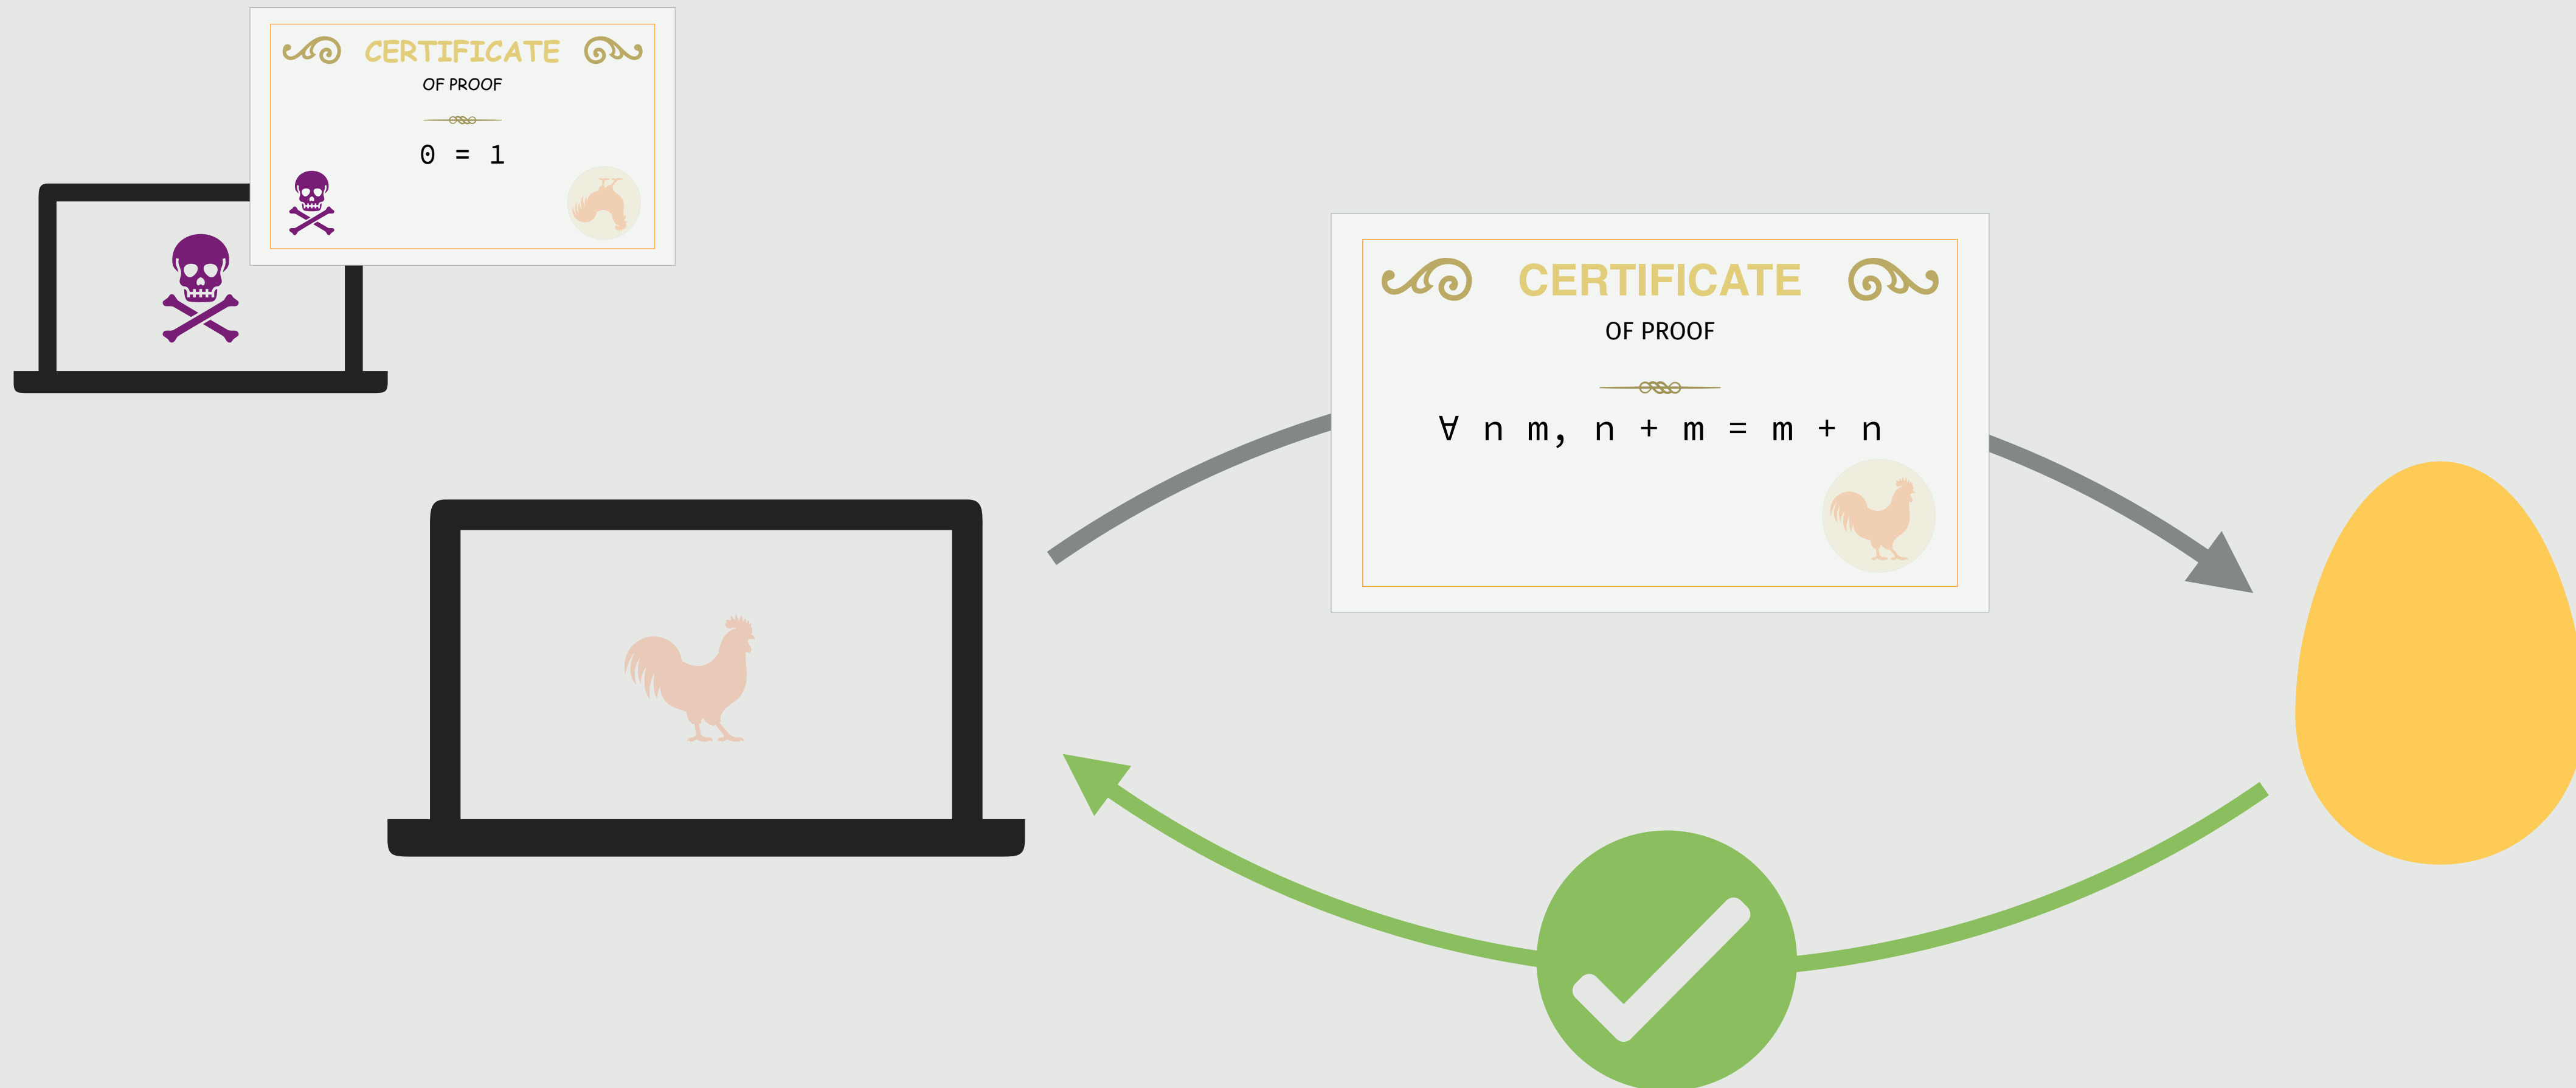 CERTIFICATE
OF PROOF
0 = 1
CERTIFICATE
OF PROOF
∀ n m, n + m = m + n